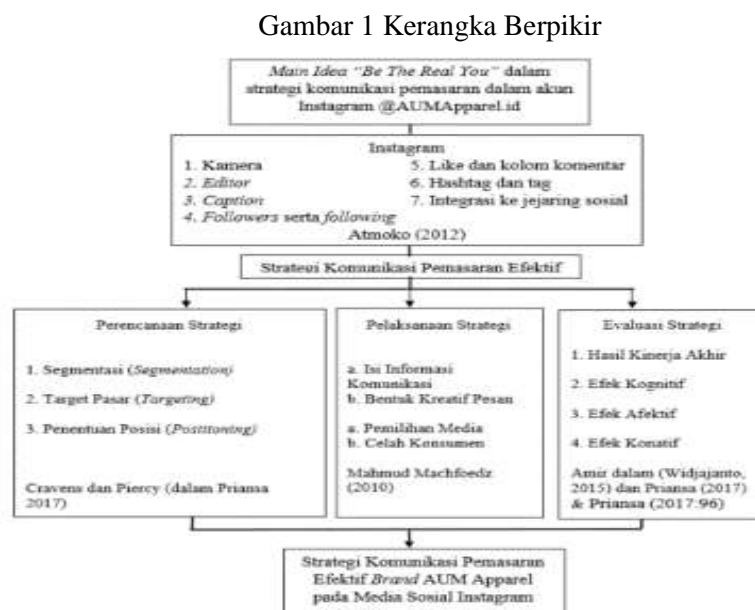 Gambar 1 Kerangka Berpikir
Main Idea "Be The Real You" dalam
strategi komunikasi pemasaran dalam akun
Instagram @AUMApparel.id
Instagram
1. Kamera
2. Editor
3. Caption
4. Followers serta following
5. Like dan kolom komentar
6. Hashtag dan tag
7. Integrasi ke jejaring sosial
Atmoko (2012)
Strategi Komunikasi Pemasaran Efektif
Perencanaan Strategi
1. Segmentasi (Segmentation)
2. Target Pasar (Targeting)
3. Penentuan Posisi (Postitoning)
Cravens dan Piercy (dalam Priansa
2017)
Pelaksanaan Strategi
a. Isi Informasi
Komunikasi
b. Bentuk Kreatif Pesan
a. Pemilihan Media
b. Celah Konsumen
Mahmud Machfoedz
(2010)
Evaluasi Strategi
1. Hasil Kinerja Akhir
2. Efek Kognitif
3. Efek Afektif
4. Efek Konatif
Amir dalam (Widjajanto,
2015) dan Priansa (2017)
& Priansa (2017:96)
Strategi Komunikasi Pemasaran
Efektif Brand AUM Apparel
pada Media Sosial Instagram